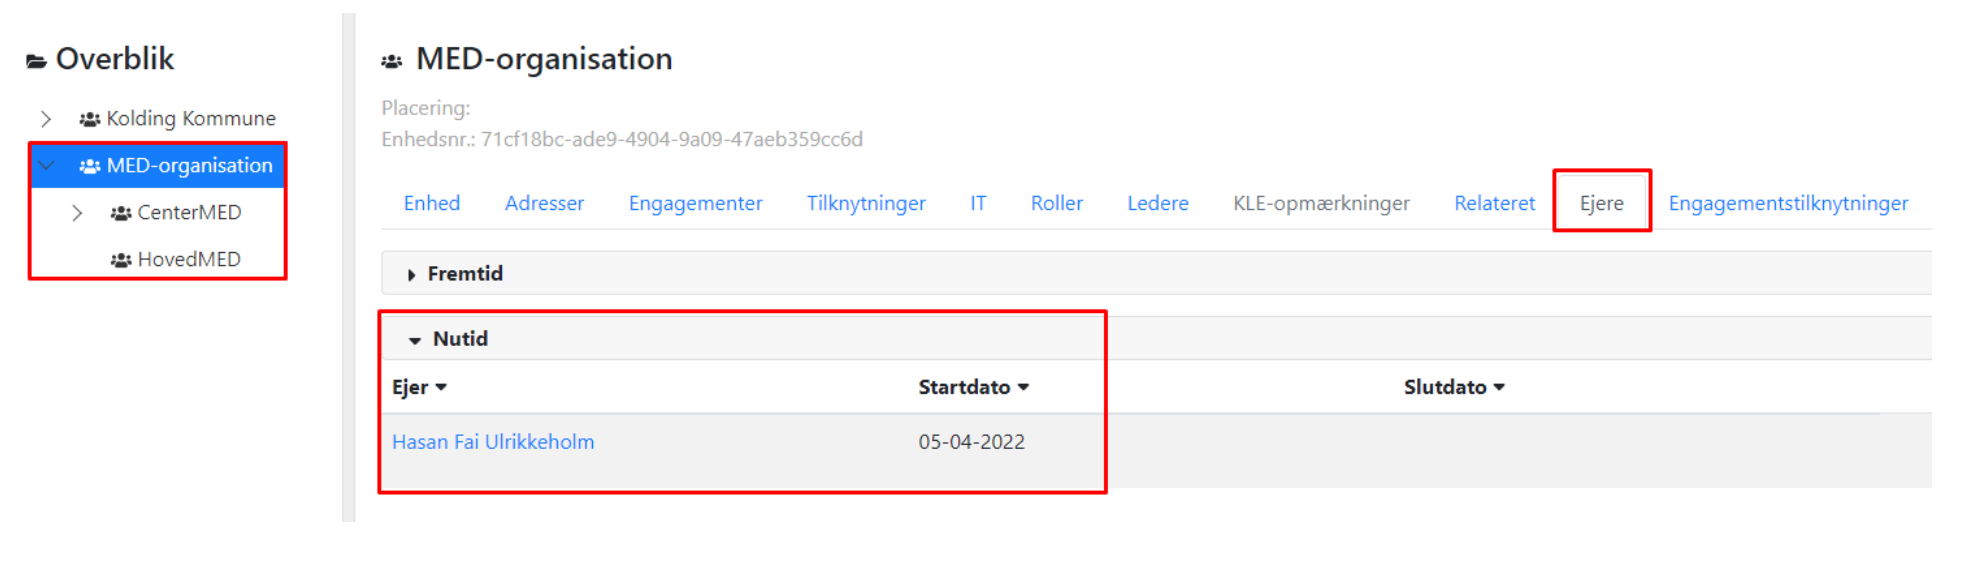 Overblik
Kolding Kommune
MED-organisation
CenterMED
HovedMED
MED-organisation
Placering:
Enhedsnr.: 71cf18bc-ade9-4904-9a09-47aeb359cc6d
Enhed Adresser Engagementer Tilknytninger IT Roller Ledere KLE-opmærkninger Relateret Ejere Engagementstilknytninger
Fremtid
Nutid
Ejer Startdato Slutdato
Hasan Fai Ulrikkeholm 05-04-2022